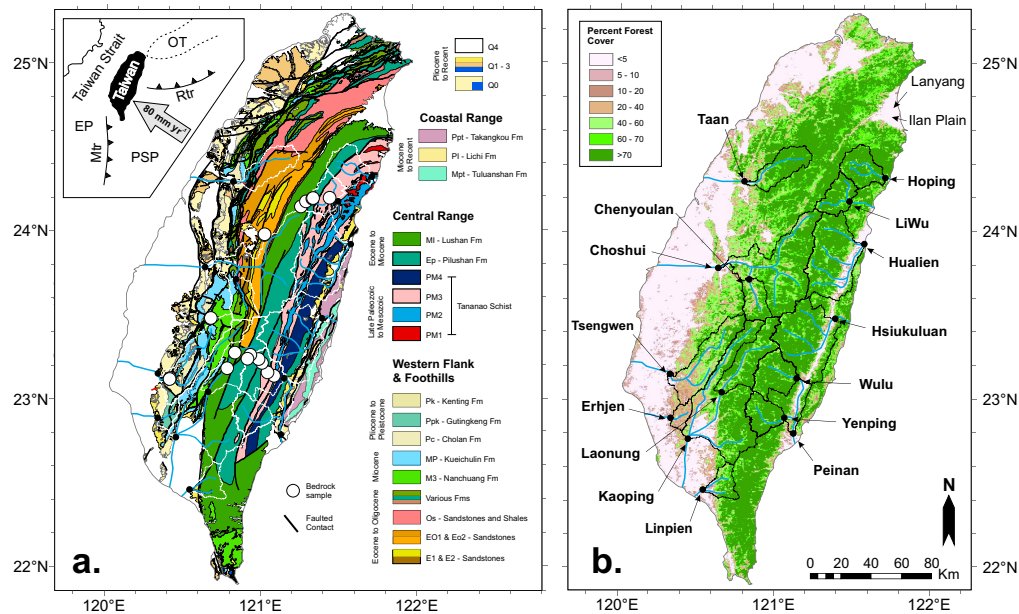 25°N
24°N
23°N
22°N
120°E
121°E
122°E
Taiwan Strait
OT
Taiwan
Rtr
80 mm yr⁻¹
EP
Mtr
PSP
Pliocene
to Recent
Q4
Q1 - 3
Q0
Coastal Range
Miocene
to Recent
Ppt - Takangkou Fm
Pl - Lichi Fm
Mpt - Tuluanshan Fm
Central Range
Eocene to
Miocene
Ml - Lushan Fm
Ep - Pilushan Fm
Late Paleozoic
to Mesozoic
PM4
PM3
PM2
PM1
Tananao Schist
Western Flank
& Foothills
Pliocene to
Pleistocene
Pk - Kenting Fm
Ppk - Gutingkeng Fm
Pc - Cholan Fm
Miocene
MP - Kueichulin Fm
M3 - Nanchuang Fm
Eocene to Oligocene
Various Fms
Os - Sandstones and Shales
EO1 & Eo2 - Sandstones
E1 & E2 - Sandstones
Bedrock
sample
Faulted
Contact
a.
Percent Forest
Cover
<5
5 - 10
10 - 20
20 - 40
40 - 60
60 - 70
>70
Lanyang
Ilan Plain
Taan
Hoping
Chenyoulan
LiWu
Choshui
Hualien
Tsengwen
Hsiukuluan
Wulu
Erhjen
Yenping
Laonung
Peinan
Kaoping
Linpien
N
0 20 40 60 80
Km
b.
25°N
24°N
23°N
22°N
120°E
121°E
122°E